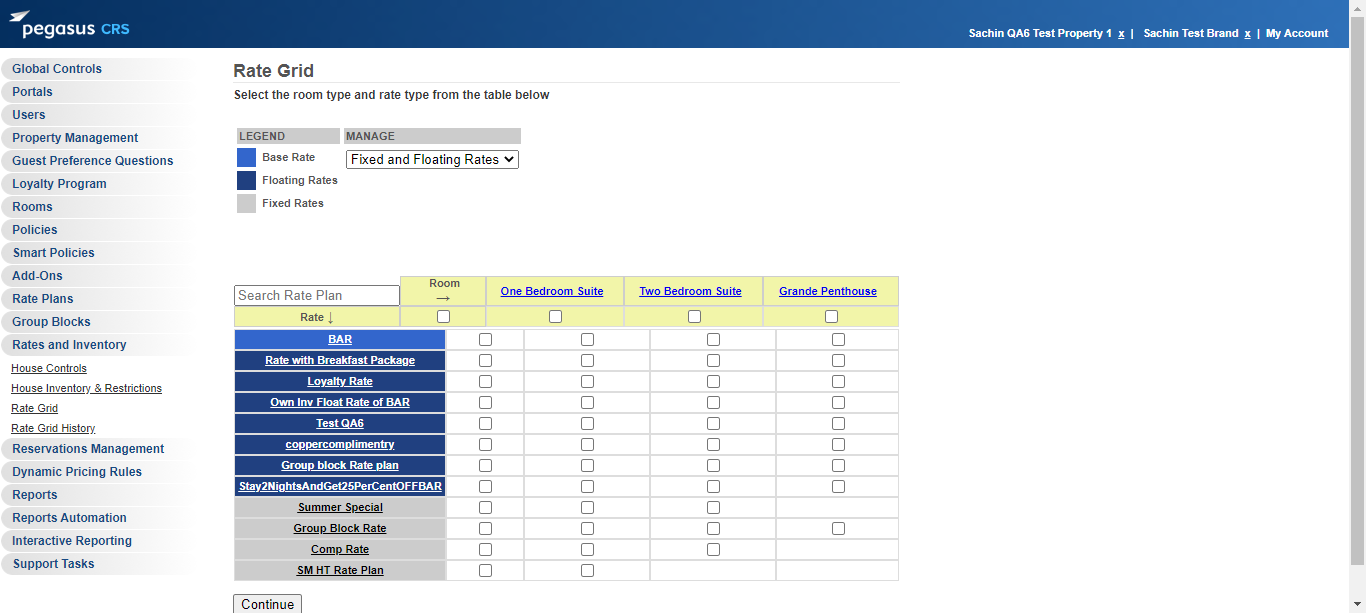 pegasus CRS
Sachin QA6 Test Property 1 x | Sachin Test Brand x | My Account
Global Controls
Portals
Users
Property Management
Guest Preference Questions
Loyalty Program
Rooms
Policies
Smart Policies
Add-Ons
Rate Plans
Group Blocks
Rates and Inventory
House Controls
House Inventory & Restrictions
Rate Grid
Rate Grid History
Reservations Management
Dynamic Pricing Rules
Reports
Reports Automation
Interactive Reporting
Support Tasks
Rate Grid
Select the room type and rate type from the table below
LEGEND MANAGE
Base Rate Fixed and Floating Rates
Floating Rates
Fixed Rates
Search Rate Plan Room → One Bedroom Suite Two Bedroom Suite Grande Penthouse
Rate ↓
BAR
Rate with Breakfast Package
Loyalty Rate
Own Inv Float Rate of BAR
Test QA6
coppercomplimentry
Group block Rate plan
Stay2NightsAndGet25PerCentOFFBAR
Summer Special
Group Block Rate
Comp Rate
SM HT Rate Plan
Continue